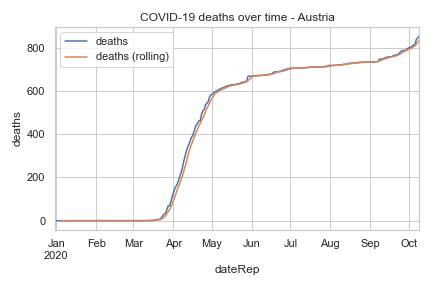 COVID-19 deaths over time - Austria
deaths
deaths (rolling)
800
600
400
200
0
deaths
Jan Feb Mar Apr May Jun Jul Aug Sep Oct
2020
dateRep